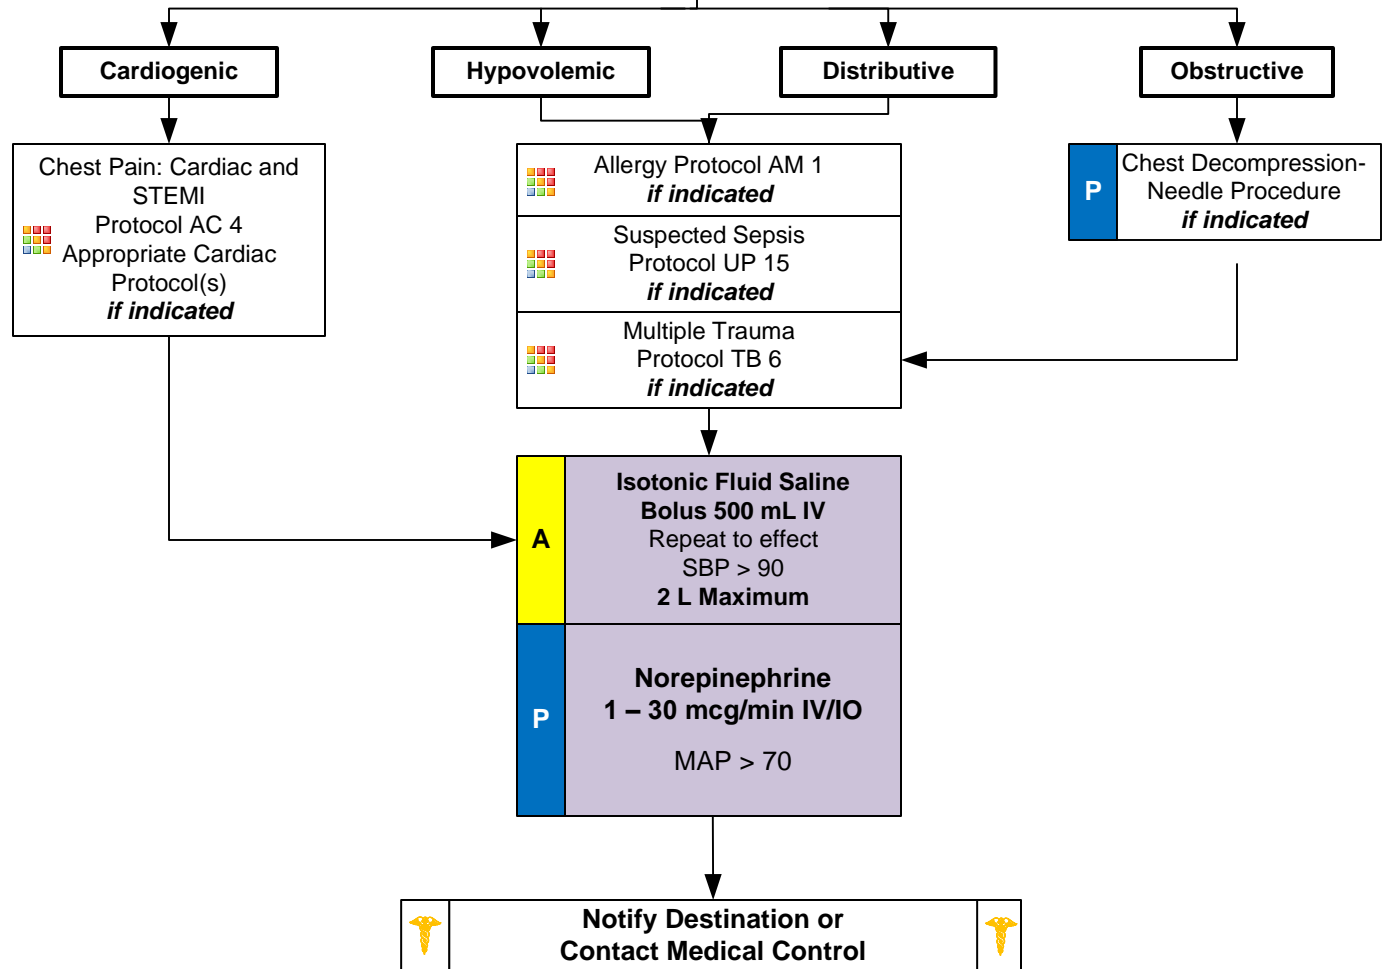 Cardiogenic
Hypovolemic
Distributive
Obstructive
Chest Pain: Cardiac and
STEMI
Protocol AC 4
Appropriate Cardiac
Protocol(s)
if indicated
Allergy Protocol AM 1
if indicated
Suspected Sepsis
Protocol UP 15
if indicated
Multiple Trauma
Protocol TB 6
if indicated
P
Chest Decompression-
Needle Procedure
if indicated
A
Isotonic Fluid Saline
Bolus 500 mL IV
Repeat to effect
SBP > 90
2 L Maximum
P
Norepinephrine
1 – 30 mcg/min IV/IO
MAP > 70
Notify Destination or
Contact Medical Control